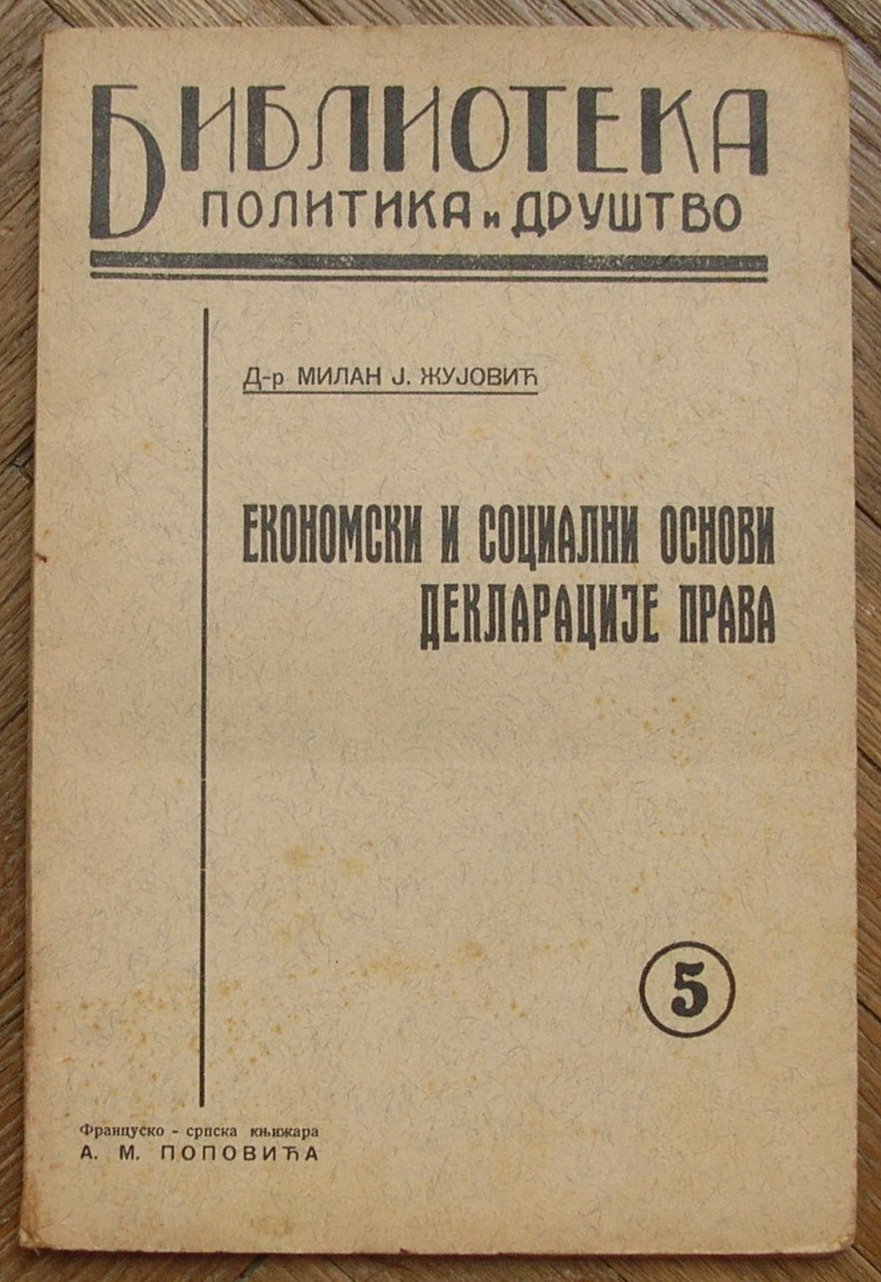 БИБЛИОТЕКА
ПОЛИТИКА и ДРУШТВО
Д-р МИЛАН Ј. ЖУЈОВИЋ
ЕКОНОМСКИ И СОЦИАЛНИ ОСНОВИ
ДЕКЛАРАЦИЈЕ ПРАВА
5
Француско - српска књижара
А. М. ПОПОВИЋА